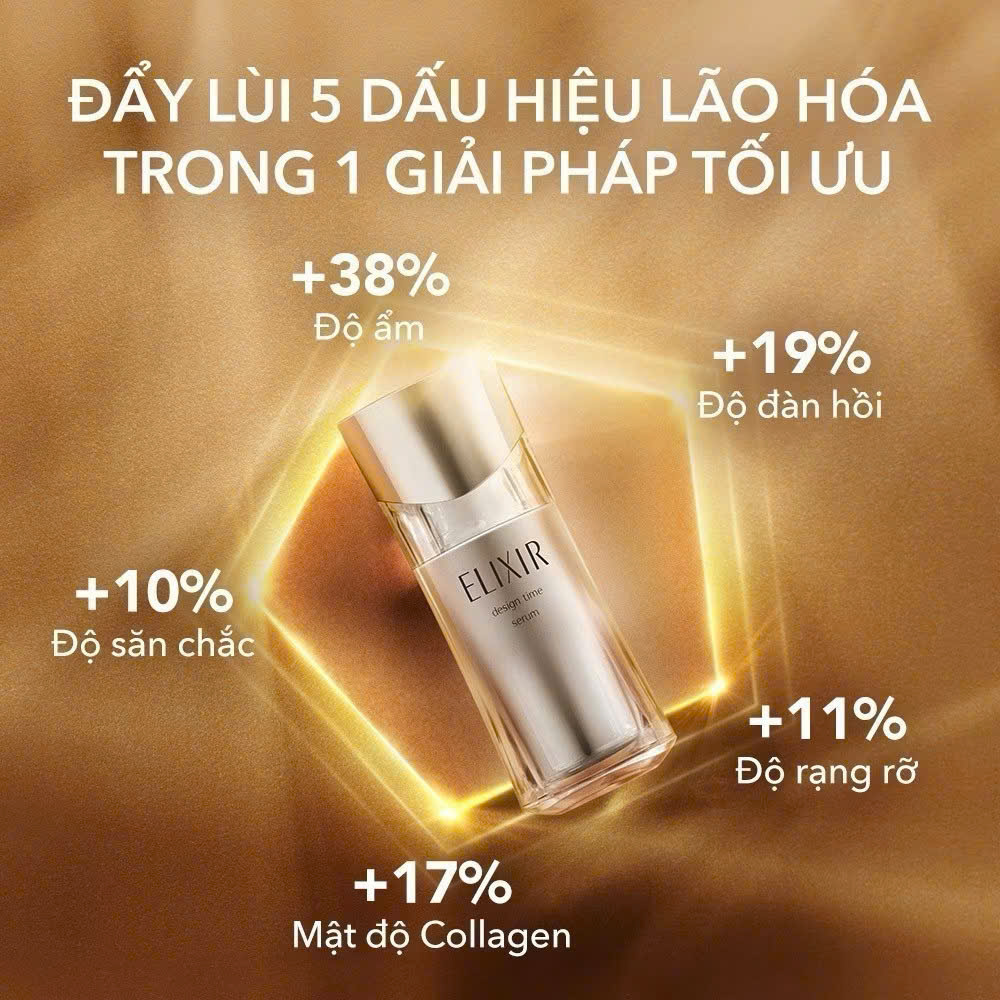 ĐẨY LÙI 5 DẤU HIỆU LÃO HÓA
TRONG 1 GIẢI PHÁP TỐI ƯU
+38%
Độ ẩm
+19%
Độ đàn hồi
ELIXIR
design time
serum
+10%
Độ săn chắc
+11%
Độ rạng rỡ
+17%
Mật độ Collagen